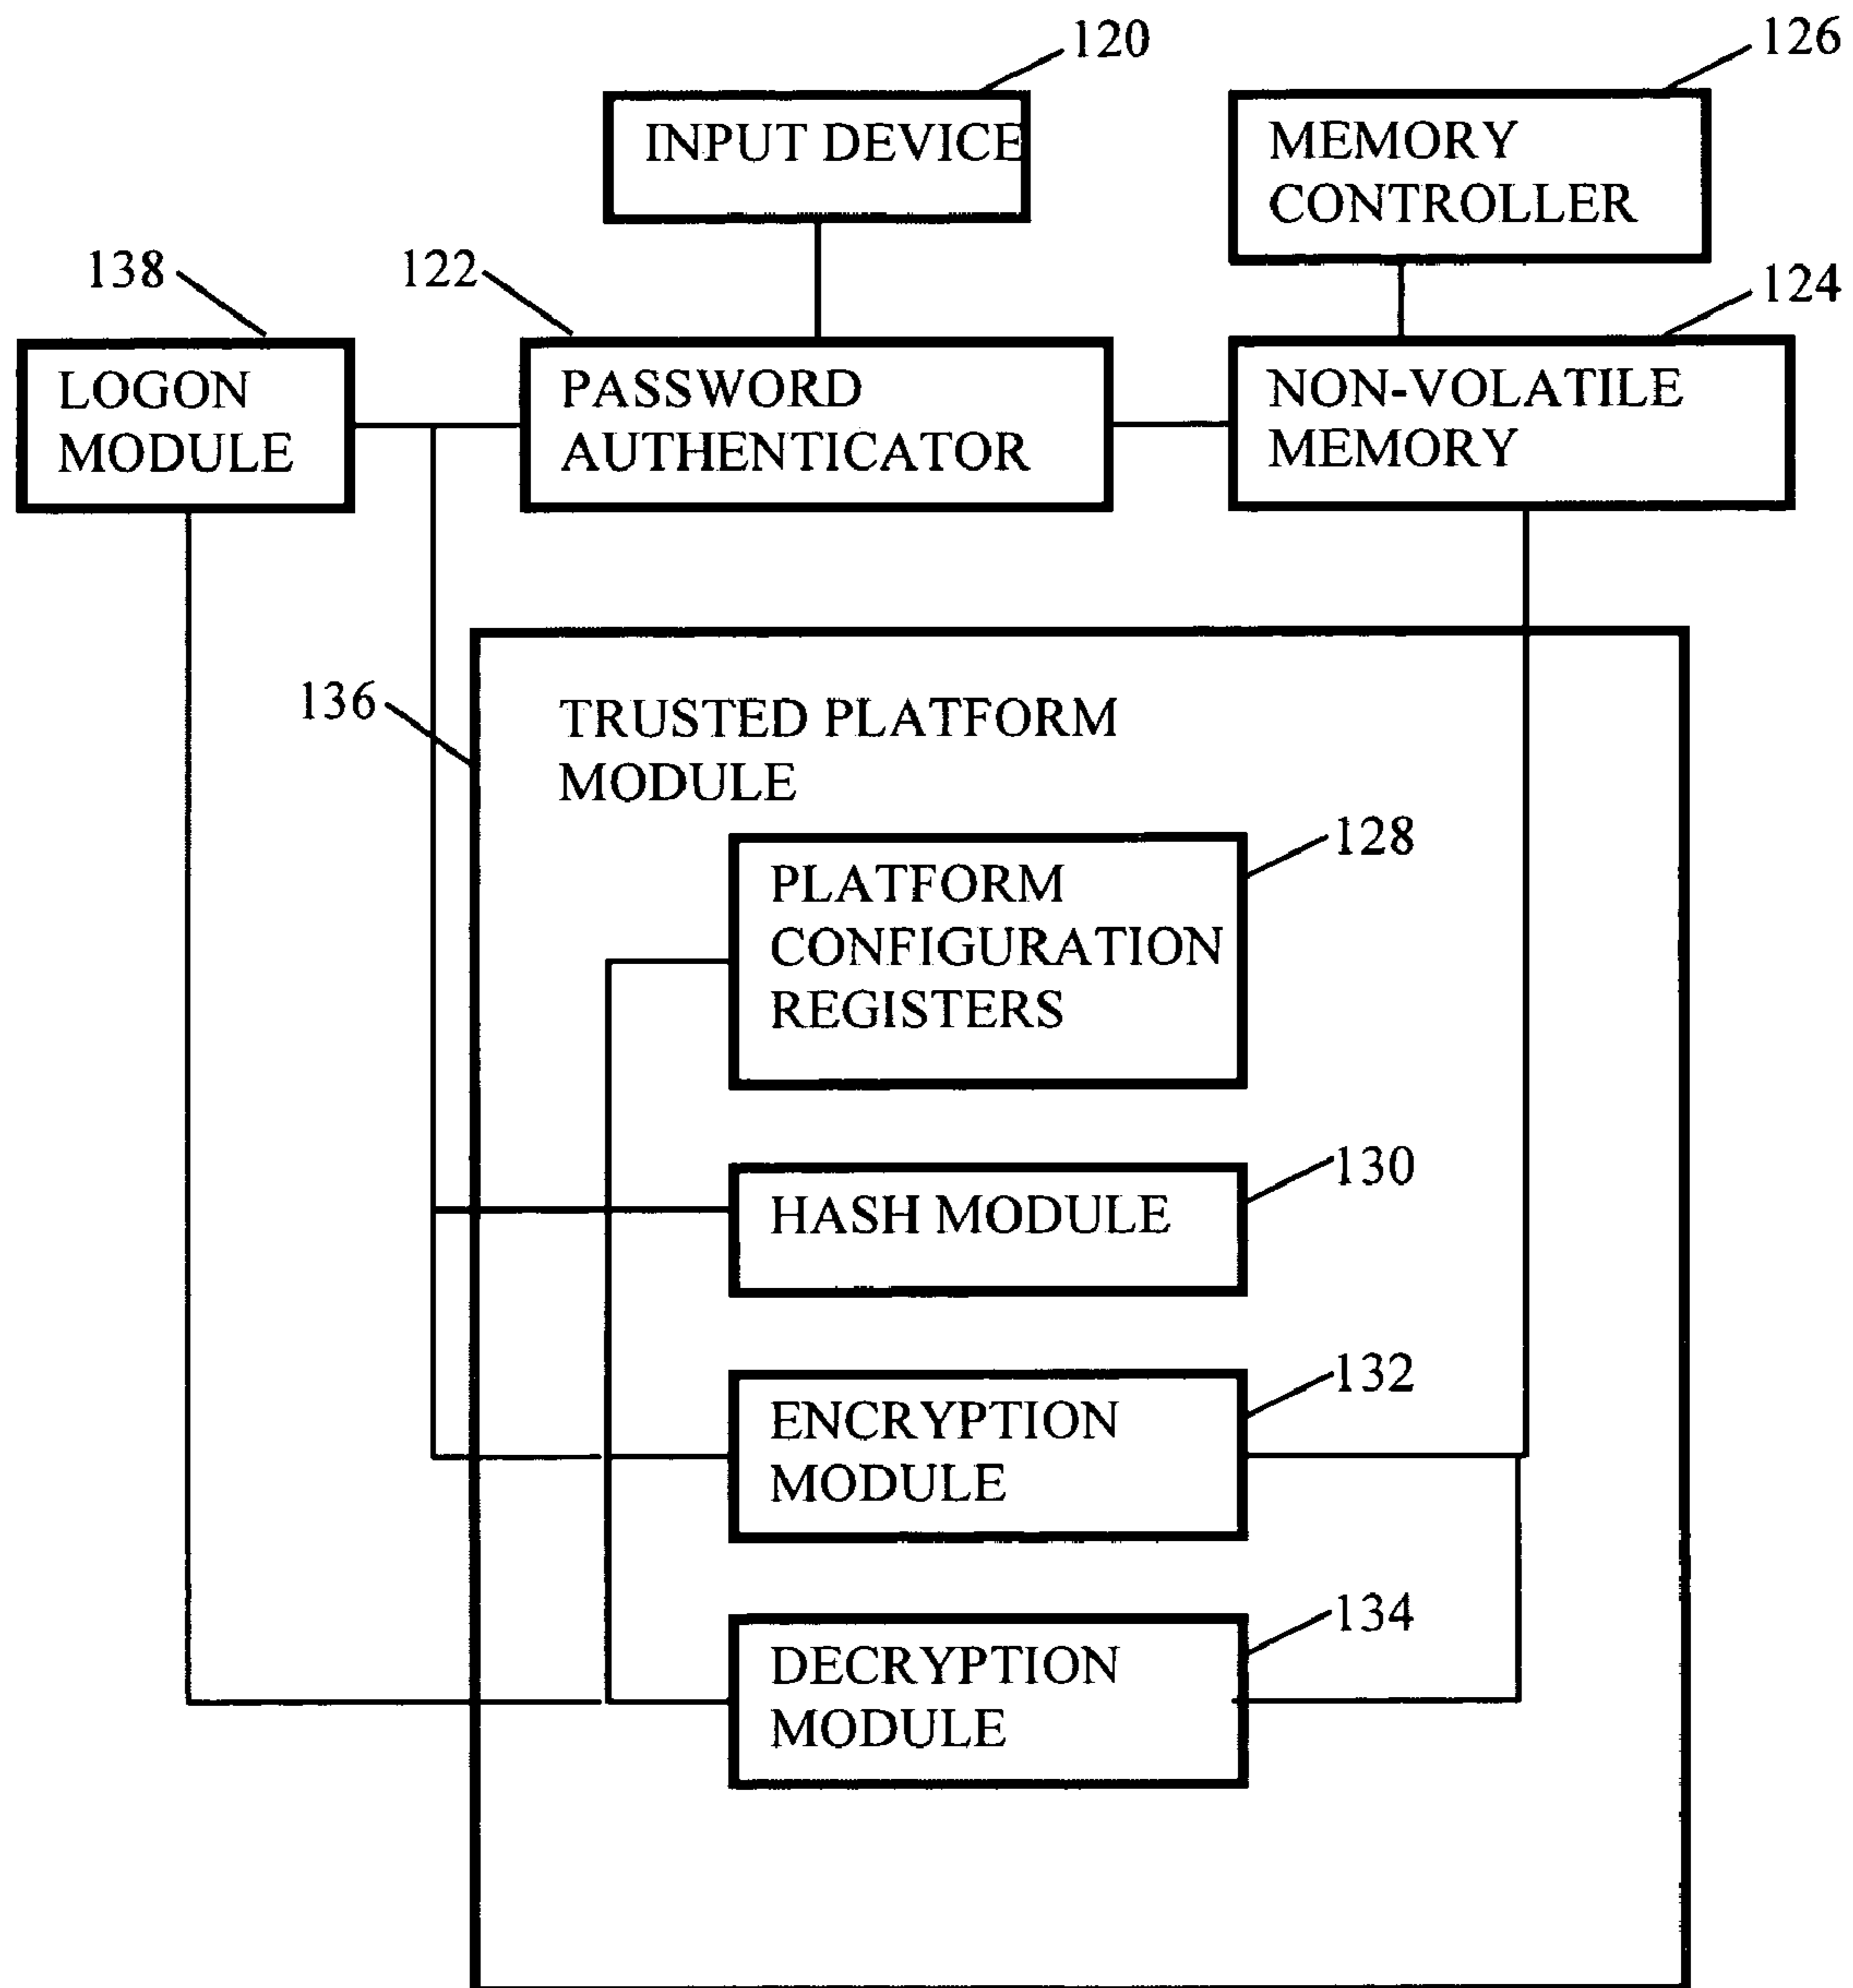 120
126
INPUT DEVICE
MEMORY
CONTROLLER
138
122
124
LOGON
MODULE
PASSWORD
AUTHENTICATOR
NON-VOLATILE
MEMORY
136
TRUSTED PLATFORM
MODULE
128
PLATFORM
CONFIGURATION
REGISTERS
130
HASH MODULE
132
ENCRYPTION
MODULE
134
DECRYPTION
MODULE